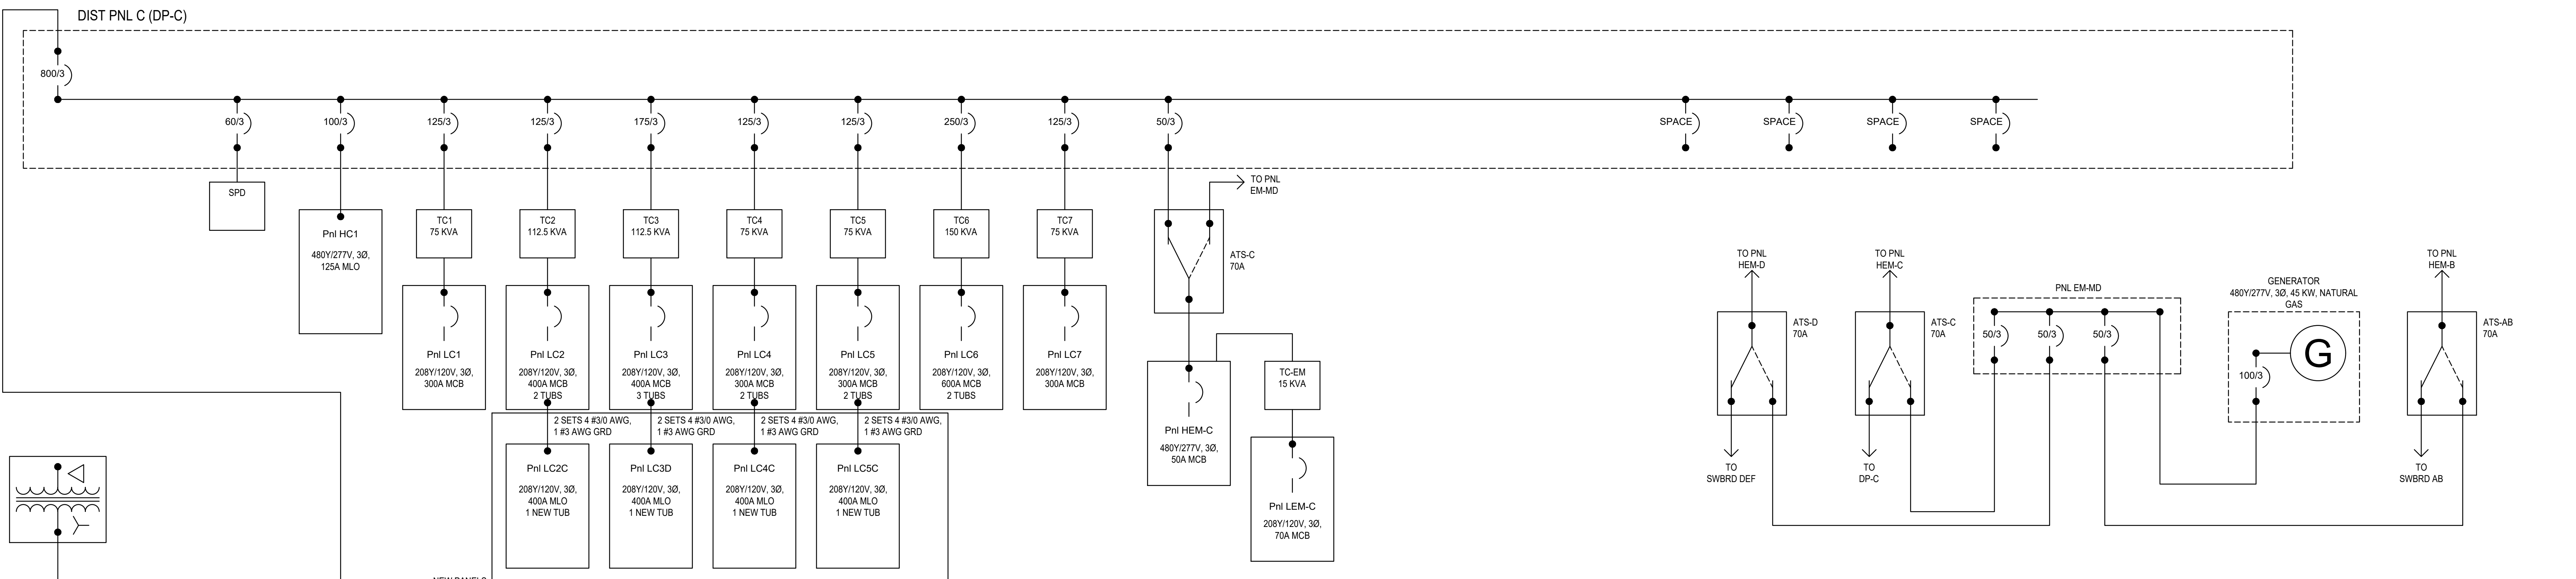 DIST PNL C (DP-C)
800/3
60/3
100/3
125/3
125/3
175/3
125/3
125/3
250/3
125/3
50/3
SPACE
SPACE
SPACE
SPACE
SPD
Pnl HC1
480Y/277V, 3Ø,
125A MLO
TC1
75 KVA
TC2
112.5 KVA
TC3
112.5 KVA
TC4
75 KVA
TC5
75 KVA
TC6
150 KVA
TC7
75 KVA
TO PNL
EM-MD
ATS-C
70A
Pnl LC1
208Y/120V, 3Ø,
300A MCB
Pnl LC2
208Y/120V, 3Ø,
400A MCB
2 TUBS
Pnl LC3
208Y/120V, 3Ø,
400A MCB
3 TUBS
Pnl LC4
208Y/120V, 3Ø,
300A MCB
2 TUBS
Pnl LC5
208Y/120V, 3Ø,
300A MCB
2 TUBS
Pnl LC6
208Y/120V, 3Ø,
600A MCB
2 TUBS
Pnl LC7
208Y/120V, 3Ø,
300A MCB
2 SETS 4 #3/0 AWG,
1 #3 AWG GRD
2 SETS 4 #3/0 AWG,
1 #3 AWG GRD
2 SETS 4 #3/0 AWG,
1 #3 AWG GRD
2 SETS 4 #3/0 AWG,
1 #3 AWG GRD
Pnl LC2C
208Y/120V, 3Ø,
400A MLO
1 NEW TUB
Pnl LC3D
208Y/120V, 3Ø,
400A MLO
1 NEW TUB
Pnl LC4C
208Y/120V, 3Ø,
400A MLO
1 NEW TUB
Pnl LC5C
208Y/120V, 3Ø,
400A MLO
1 NEW TUB
Pnl HEM-C
480Y/277V, 3Ø,
50A MCB
TC-EM
15 KVA
Pnl LEM-C
208Y/120V, 3Ø,
70A MCB
TO PNL
HEM-D
ATS-D
70A
TO
SWBRD DEF
TO PNL
HEM-C
ATS-C
70A
TO
DP-C
PNL EM-MD
50/3
50/3
50/3
GENERATOR
480Y/277V, 3Ø, 45 KW, NATURAL
GAS
G
100/3
TO PNL
HEM-B
ATS-AB
70A
TO
SWBRD AB